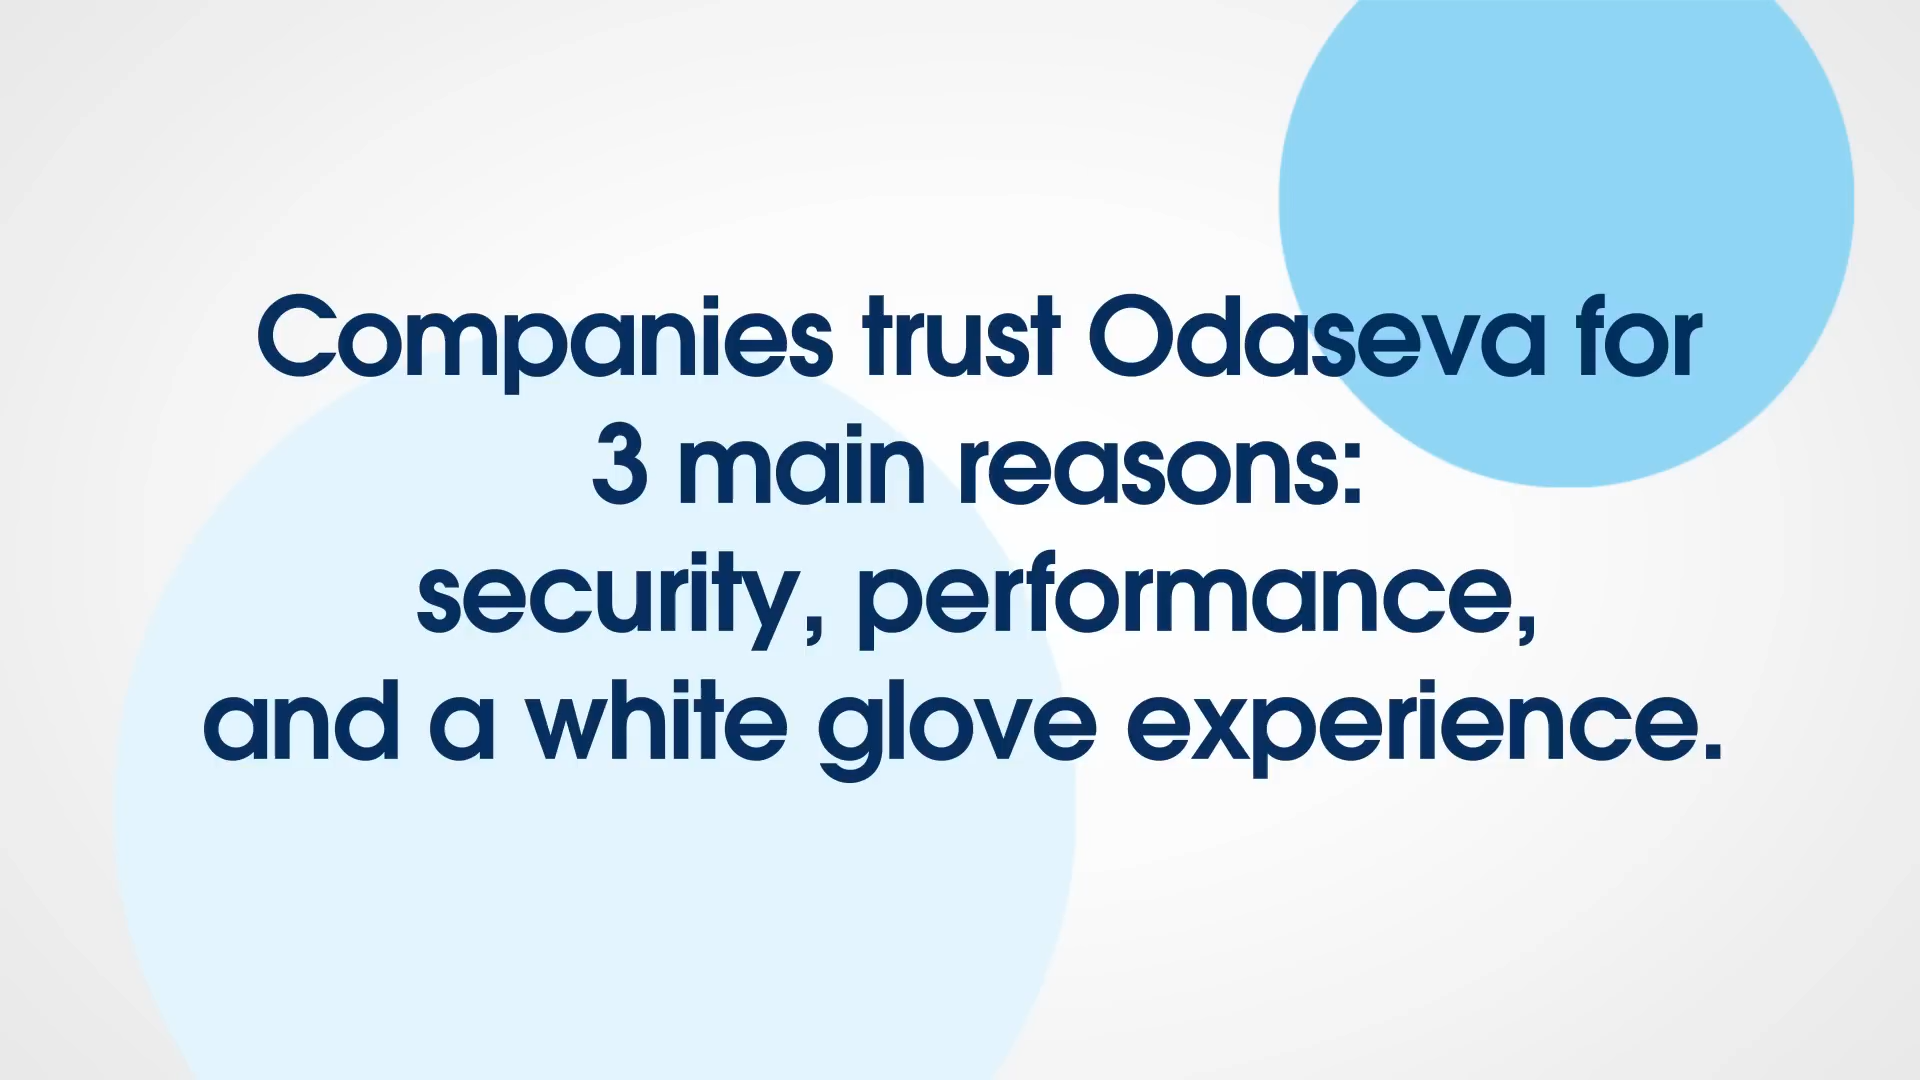 Companies trust Odaseva for
3 main reasons:
security, performance,
and a white glove experience.